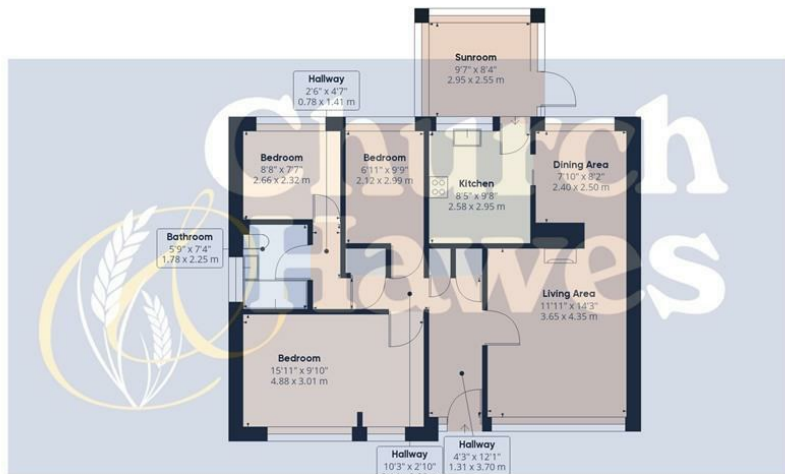 Sunroom
9'7" x 8'4"
2.95 x 2.55 m
Hallway
2'6" x 4'7"
0.78 x 1.41 m
Church
Hawes
Bedroom
8'8" x 7'7"
2.66 x 2.32 m
Bedroom
6'11" x 9'9"
2.12 x 2.99 m
Kitchen
8'5" x 9'8"
2.58 x 2.95 m
Dining Area
7'10" x 8'2"
2.40 x 2.50 m
Bathroom
5'9" x 7'4"
1.78 x 2.25 m
Living Area
11'11" x 14'3"
3.65 x 4.35 m
Bedroom
15'11" x 9'10"
4.88 x 3.01 m
Hallway
4'3" x 12'1"
1.31 x 3.70 m
Hallway
10'3" x 2'10"